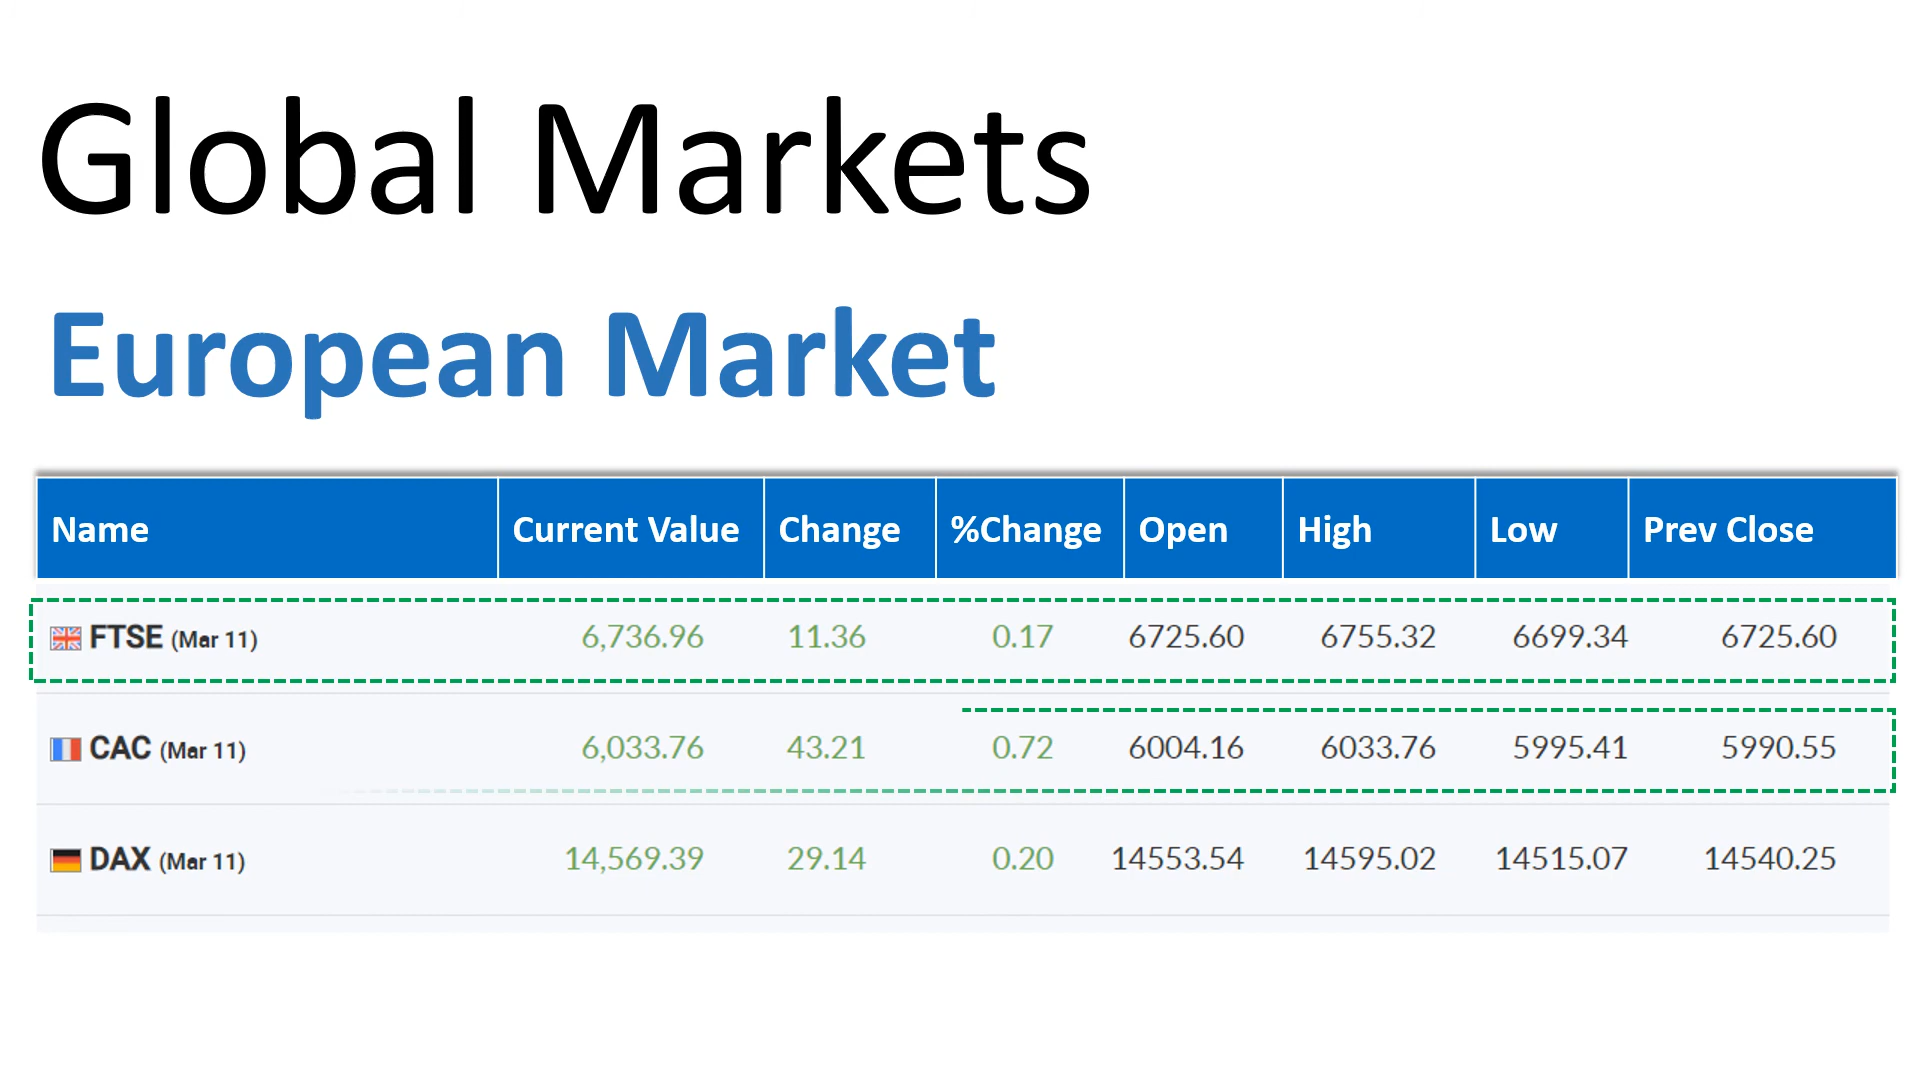 Global Markets
European Market
Name Current Value Change %Change Open High Low Prev Close
FTSE (Mar 11) 6,736.96 11.36 0.17 6725.60 6755.32 6699.34 6725.60
CAC (Mar 11) 6,033.76 43.21 0.72 6004.16 6033.76 5995.41 5990.55
DAX (Mar 11) 14,569.39 29.14 0.20 14553.54 14595.02 14515.07 14540.25